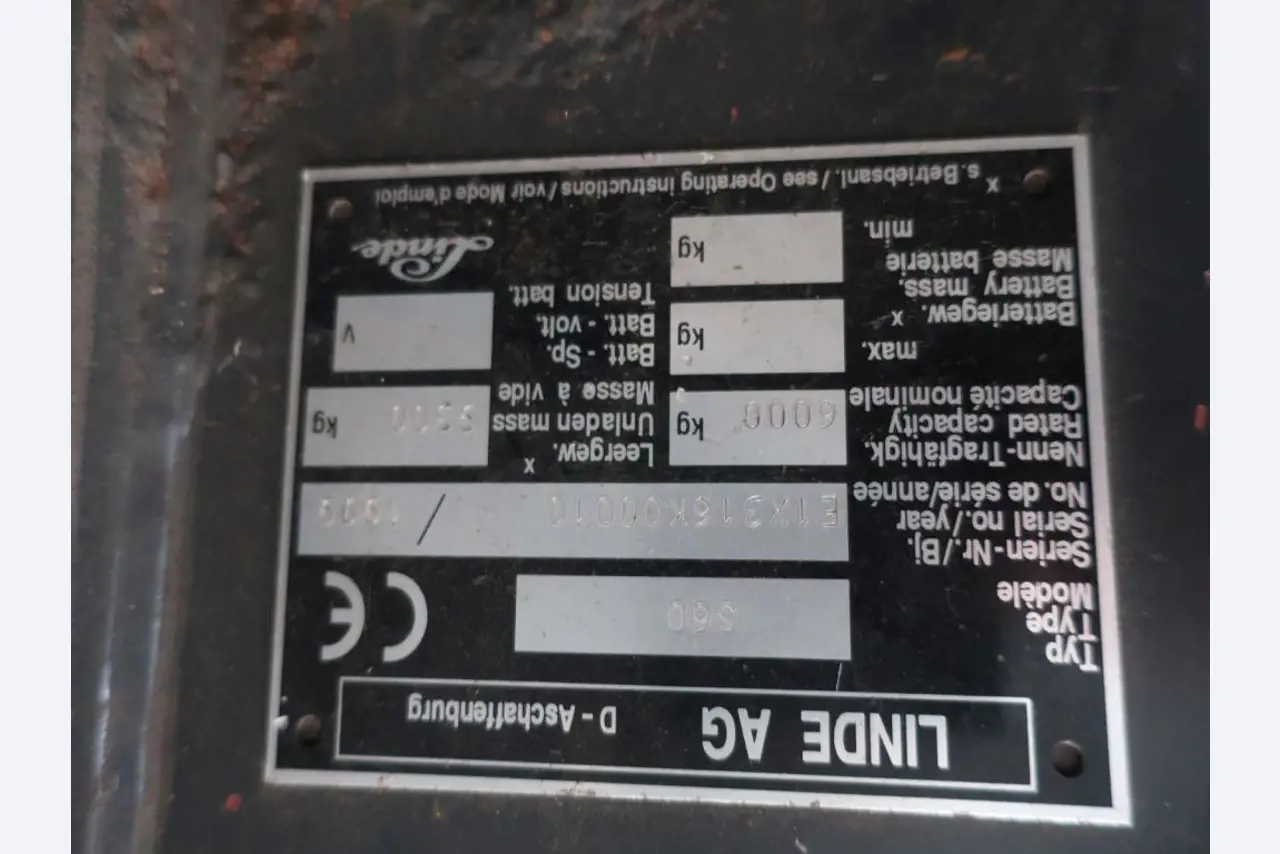 LINDE AG D - Aschaffenburg
Typ
Type
Modèle
S60
CE
Serien-Nr./Bj.
Serial no./year
No. de série/année
E1X316K00010 / 1999
Nenn-Tragfähigk.
Rated capacity
Capacité nominale
6000 kg
Leergew. x
Unladen mass
Masse à vide
kg
max.
kg
Batteriegew. x
Battery mass.
Masse batterie
min.
kg
Batt. - Sp.
Batt. - volt.
Tension batt.
V
Linde
x s. Betriebsanl. / see Operating instructions / voir Mode d'emploi